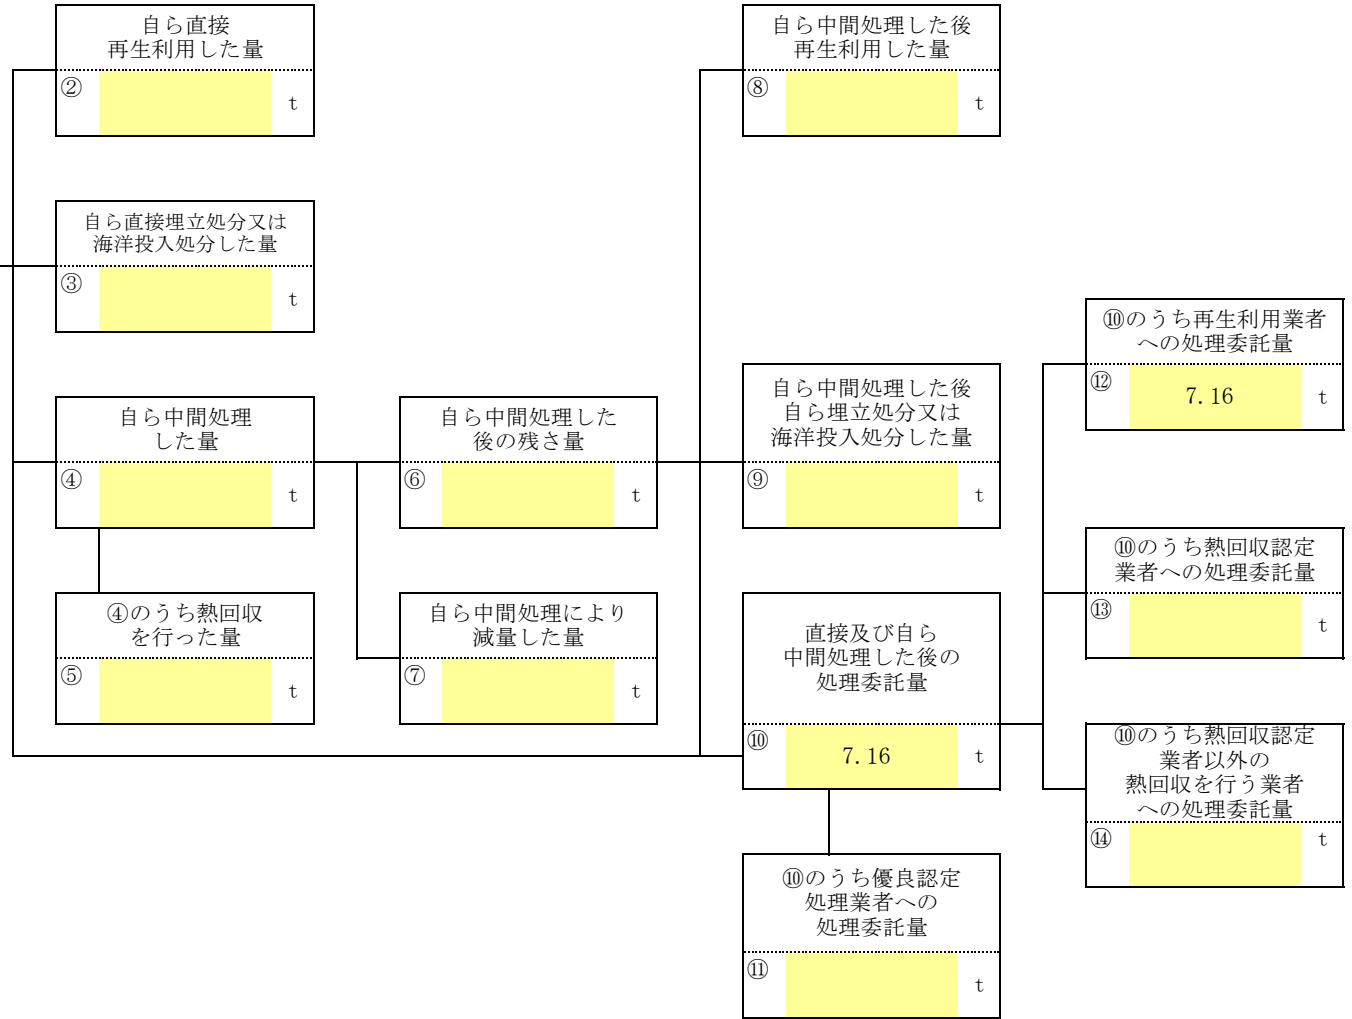 自ら直接
再生利用した量
②
t
自ら中間処理した後
再生利用した量
⑧
t
自ら直接埋立処分又は
海洋投入処分した量
③
t
⑩のうち再生利用業者
への処理委託量
⑫
7.16
t
自ら中間処理
した量
④
t
自ら中間処理した
後の残さ量
⑥
t
自ら中間処理した後
自ら埋立処分又は
海洋投入処分した量
⑨
t
⑩のうち熱回収認定
業者への処理委託量
⑬
t
④のうち熱回収
を行った量
⑤
t
自ら中間処理により
減量した量
⑦
t
直接及び自ら
中間処理した後の
処理委託量
⑩
7.16
t
⑩のうち熱回収認定
業者以外の
熱回収を行う業者
への処理委託量
⑭
t
⑩のうち優良認定
処理業者への
処理委託量
⑪
t